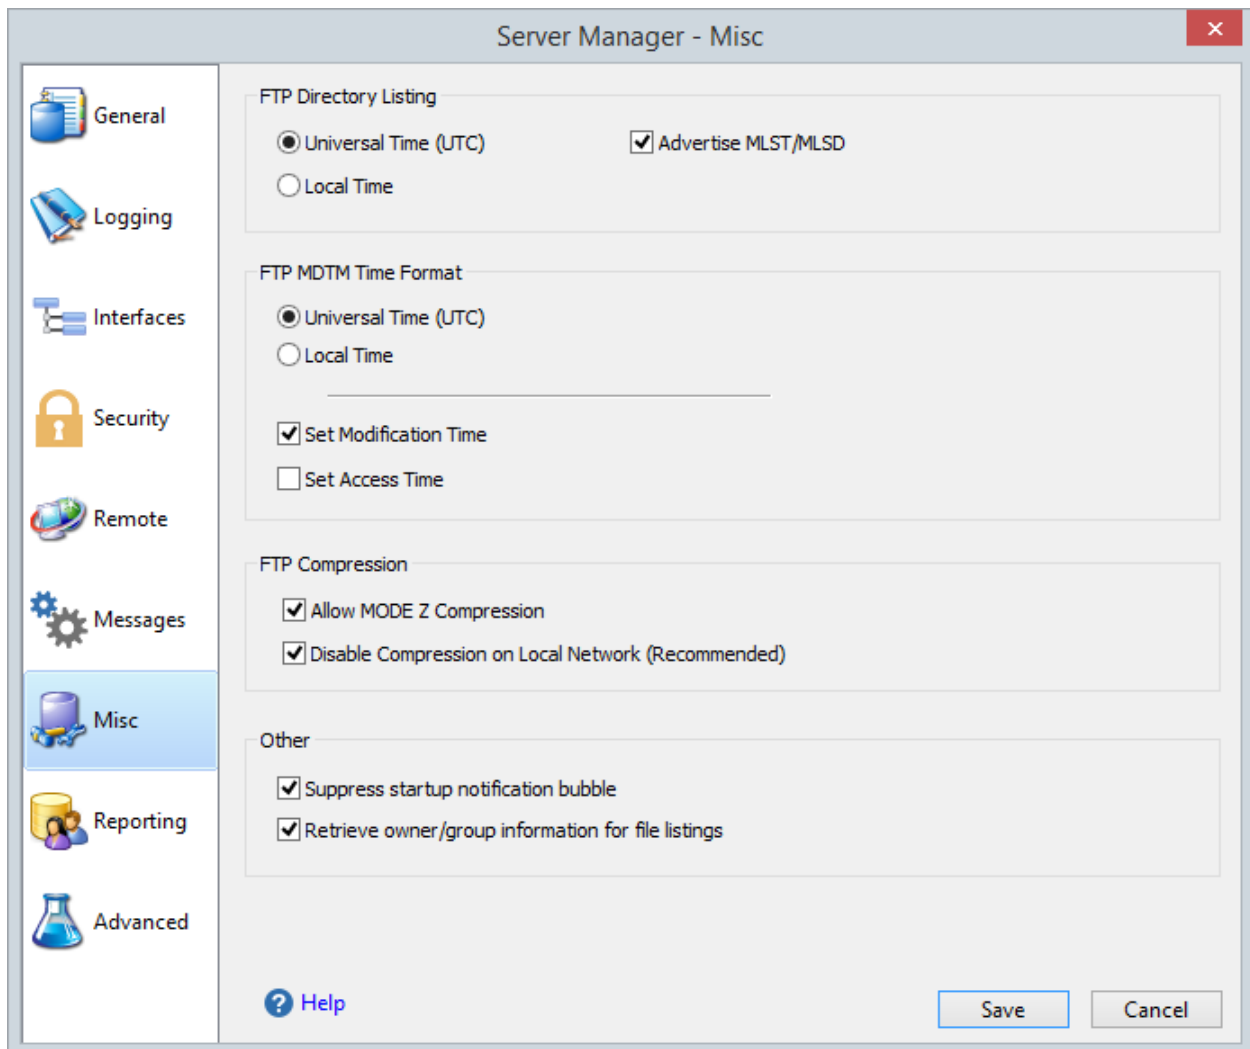 Server Manager - Misc
General
Logging
Interfaces
Security
Remote
Messages
Misc
Reporting
Advanced
FTP Directory Listing
Universal Time (UTC)
Advertise MLST/MLSD
Local Time
FTP MDTM Time Format
Universal Time (UTC)
Local Time
Set Modification Time
Set Access Time
FTP Compression
Allow MODE Z Compression
Disable Compression on Local Network (Recommended)
Other
Suppress startup notification bubble
Retrieve owner/group information for file listings
Help
Save
Cancel